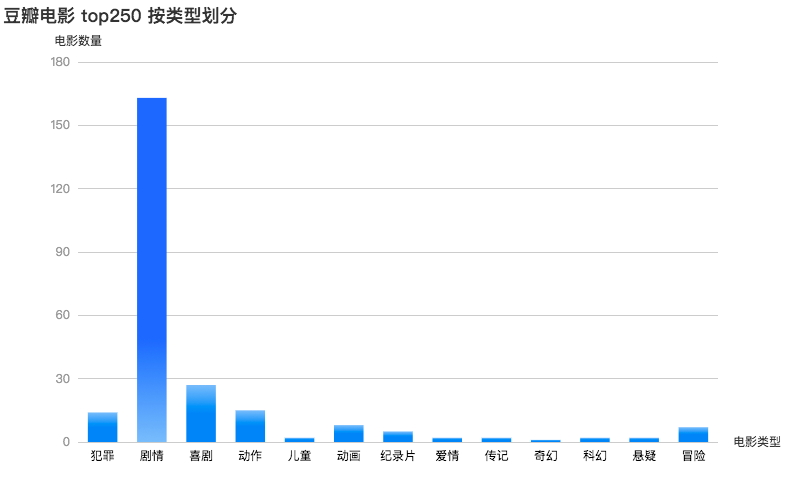 豆瓣电影 top250 按类型划分
电影数量
180
150
120
90
60
30
0
犯罪 剧情 喜剧 动作 儿童 动画 纪录片 爱情 传记 奇幻 科幻 悬疑 冒险
电影类型